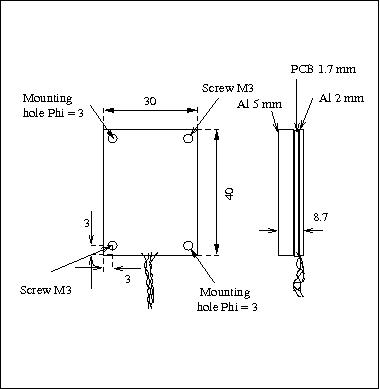 PCB 1.7 mm
Screw M3
Mounting
hole Phi = 3
30
Al 5 mm
Al 2 mm
40
3
8.7
3
Screw M3
Mounting
hole Phi = 3